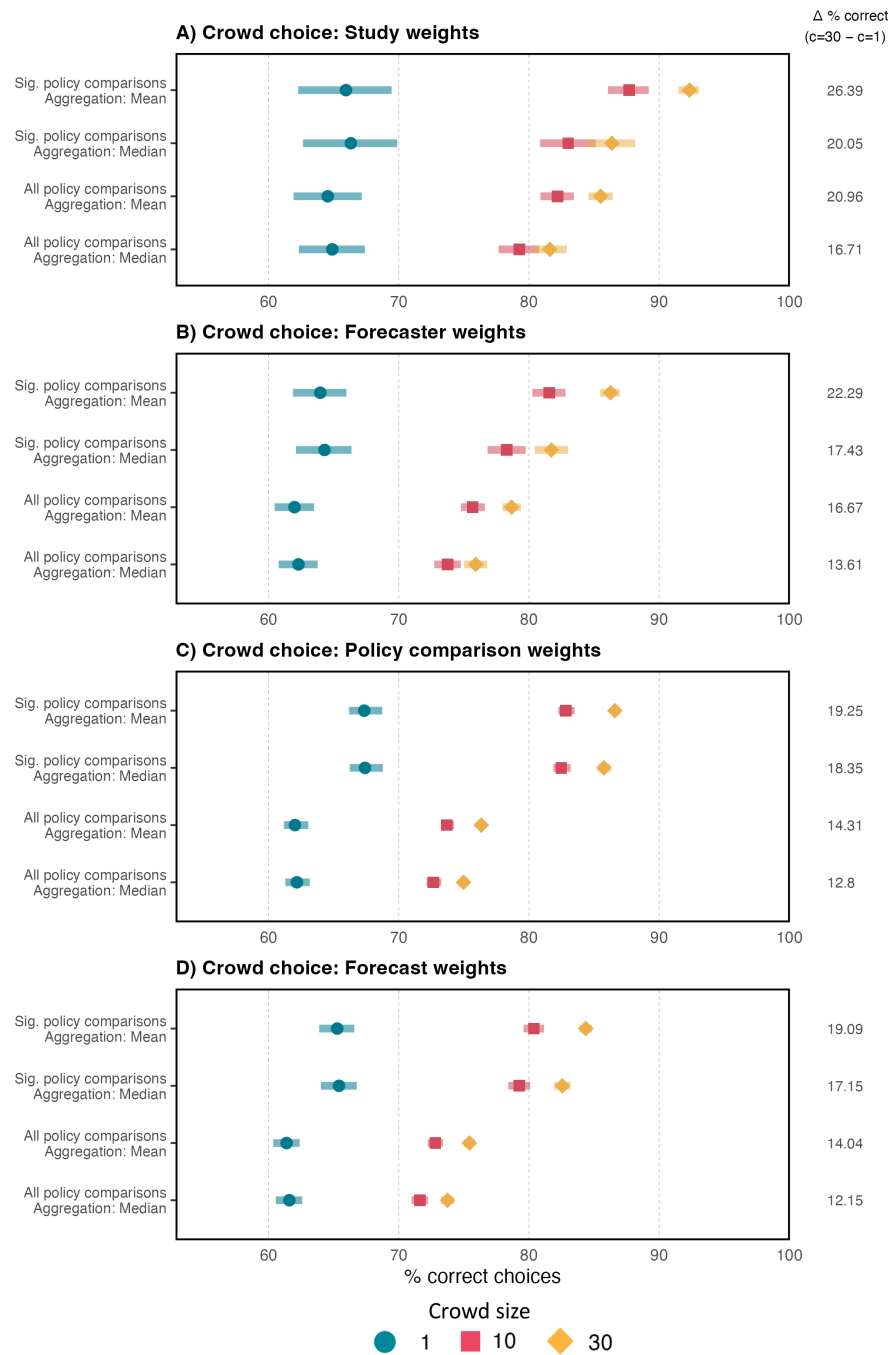 Δ % correct
(c=30 – c=1)
A) Crowd choice: Study weights
Sig. policy comparisons
Aggregation: Mean
26.39
Sig. policy comparisons
Aggregation: Median
20.05
All policy comparisons
Aggregation: Mean
20.96
All policy comparisons
Aggregation: Median
16.71
60 70 80 90 100
B) Crowd choice: Forecaster weights
Sig. policy comparisons
Aggregation: Mean
22.29
Sig. policy comparisons
Aggregation: Median
17.43
All policy comparisons
Aggregation: Mean
16.67
All policy comparisons
Aggregation: Median
13.61
60 70 80 90 100
C) Crowd choice: Policy comparison weights
Sig. policy comparisons
Aggregation: Mean
19.25
Sig. policy comparisons
Aggregation: Median
18.35
All policy comparisons
Aggregation: Mean
14.31
All policy comparisons
Aggregation: Median
12.8
60 70 80 90 100
D) Crowd choice: Forecast weights
Sig. policy comparisons
Aggregation: Mean
19.09
Sig. policy comparisons
Aggregation: Median
17.15
All policy comparisons
Aggregation: Mean
14.04
All policy comparisons
Aggregation: Median
12.15
60 70 80 90 100
% correct choices
Crowd size
1 10 30